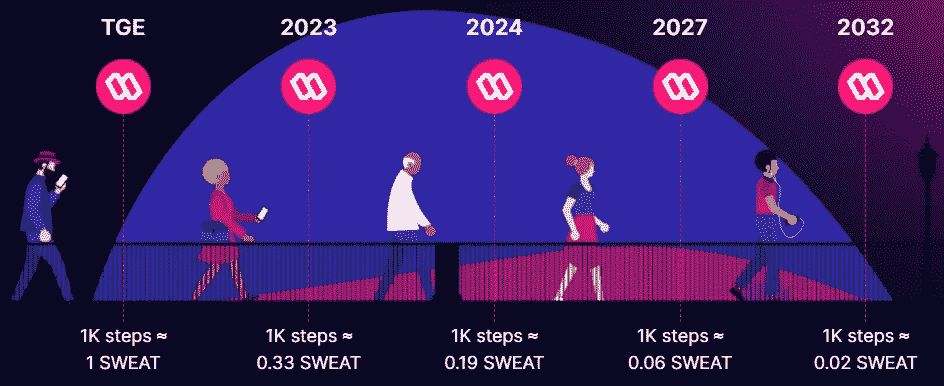 TGE 2023 2024 2027 2032
1K steps ≈ 1K steps ≈ 1K steps ≈ 1K steps ≈ 1K steps ≈
1 SWEAT 0.33 SWEAT 0.19 SWEAT 0.06 SWEAT 0.02 SWEAT